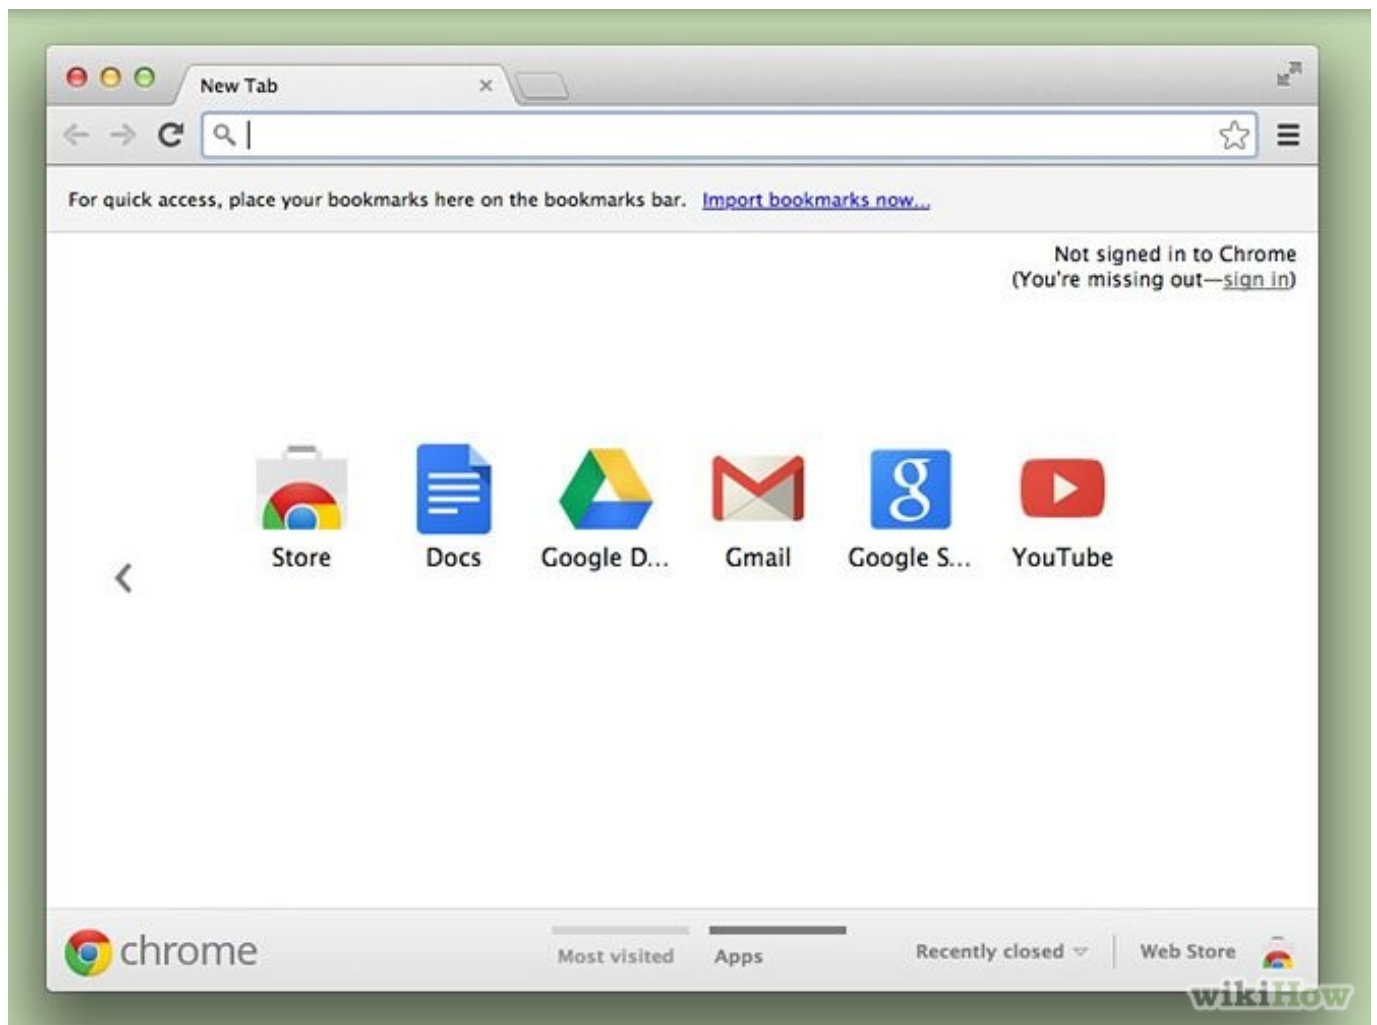 New Tab
For quick access, place your bookmarks here on the bookmarks bar. Import bookmarks now...
Not signed in to Chrome
(You're missing out—sign in)
Store Docs Google D... Gmail Google S... YouTube
chrome Most visited Apps Recently closed Web Store
wikiHow